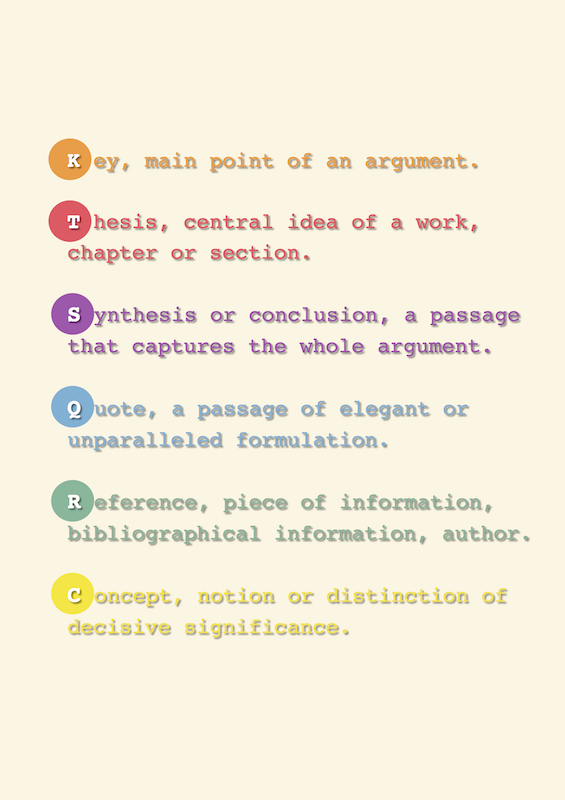 Key, main point of an argument.
Thesis, central idea of a work,
chapter or section.
Synthesis or conclusion, a passage
that captures the whole argument.
Quote, a passage of elegant or
unparalleled formulation.
Reference, piece of information,
bibliographical information, author.
Concept, notion or distinction of
decisive significance.